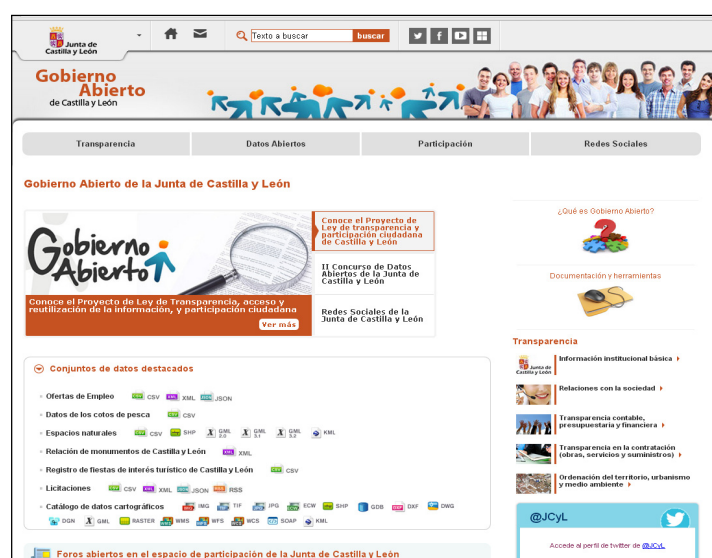 Junta de
Castilla y León
Texto a buscar
buscar
Gobierno
Abierto
de Castilla y León
Transparencia
Datos Abiertos
Participación
Redes Sociales
Gobierno Abierto de la Junta de Castilla y León
Gobierno
Abierto
Conoce el Proyecto de Ley de Transparencia, acceso y
reutilización de la información, y participación ciudadana
Ver más
Conoce el Proyecto de
Ley de transparencia y
participación ciudadana
de Castilla y León
II Concurso de Datos
Abiertos de la Junta de
Castilla y León
Redes Sociales de la
Junta de Castilla y León
¿Qué es Gobierno Abierto?
Documentación y herramientas
Transparencia
Junta de
Castilla y León
Información institucional básica
Relaciones con la sociedad
Transparencia contable,
presupuestaria y financiera
Transparencia en la contratación
(obras, servicios y suministros)
Ordenación del territorio, urbanismo
y medio ambiente
@JCyL
Accede al perfil de twitter de @JCyL
Conjuntos de datos destacados
Ofertas de Empleo CSV XML JSON
Datos de los cotos de pesca CSV
Espacios naturales CSV SHP GML 2.0 GML 3.1 GML 3.2 KML
Relación de monumentos de Castilla y León XML
Registro de fiestas de interés turístico de Castilla y León CSV
Licitaciones CSV XML JSON RSS
Catálogo de datos cartográficos IMG TIF JPG ECW SHP GDB DXF DWG
DGN GML RASTER WMS WFS WCS SOAP KML
Foros abiertos en el espacio de participación de la Junta de Castilla y León